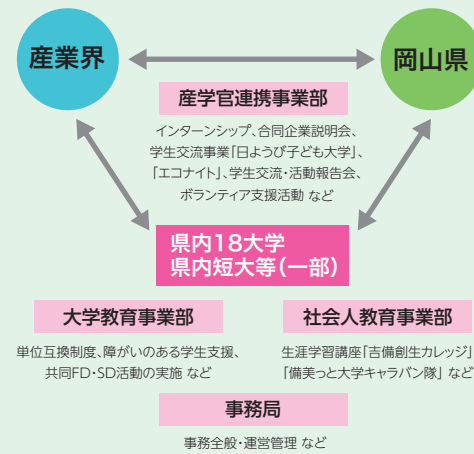 産業界
岡山県
産学官連携事業部
インターンシップ、合同企業説明会、
学生交流事業「日ようび子ども大学」、
「エコナイト」、学生交流・活動報告会、
ボランティア支援活動 など
県内18大学
県内短大等(一部)
大学教育事業部
単位互換制度、障がいのある学生支援、
共同FD・SD活動の実施 など
社会人教育事業部
生涯学習講座「吉備創生カレッジ」
「備美っと大学キャラバン隊」 など
事務局
事務全般・運営管理 など